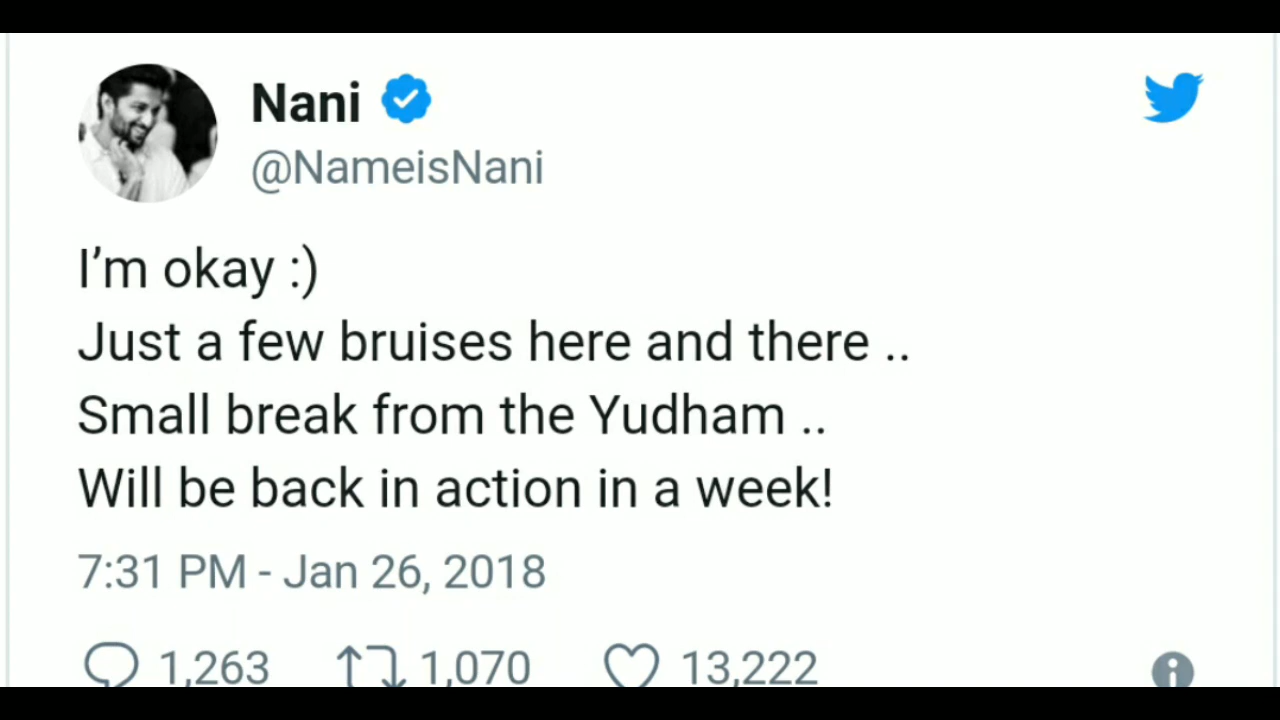 Nani
@NameisNani
I’m okay :)
Just a few bruises here and there ..
Small break from the Yudham ..
Will be back in action in a week!
7:31 PM - Jan 26, 2018
1,263 1,070 13,222